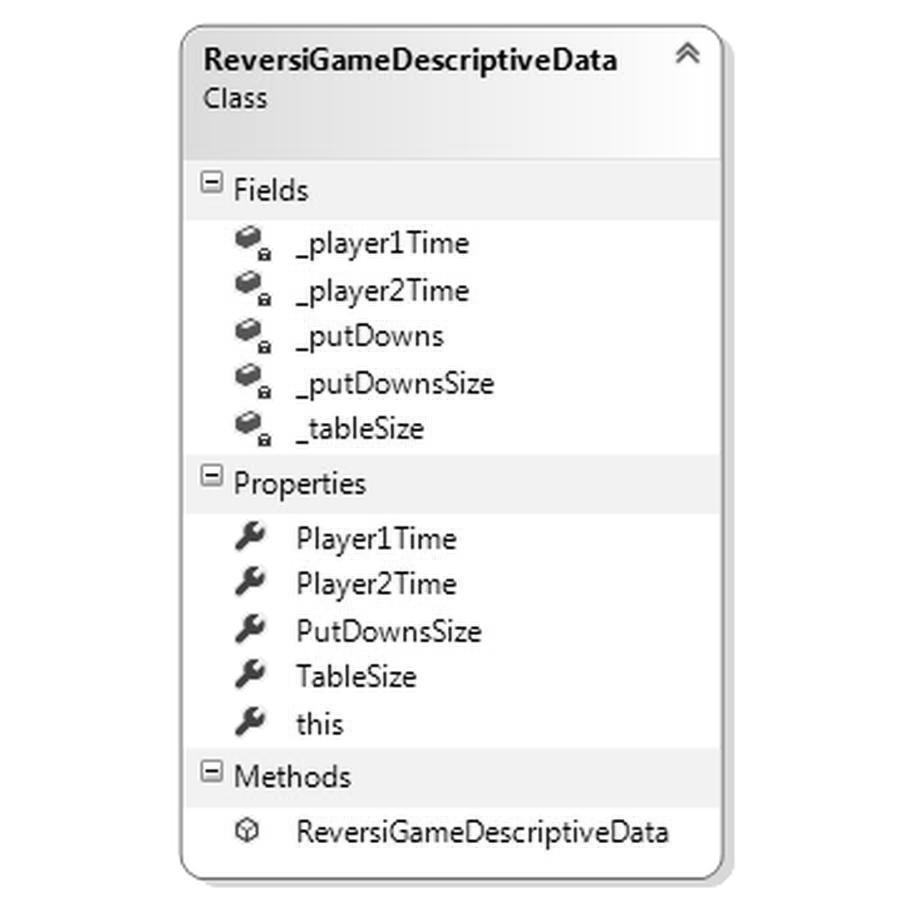 ReversiGameDescriptiveData
Class
Fields
_player1Time
_player2Time
_putDowns
_putDownsSize
_tableSize
Properties
Player1Time
Player2Time
PutDownsSize
TableSize
this
Methods
ReversiGameDescriptiveData